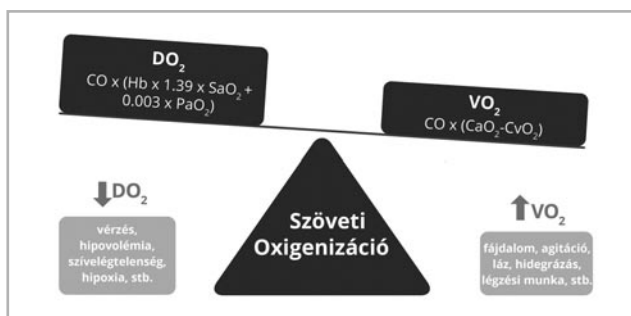 DO₂
CO x (Hb x 1.39 x SaO₂ +
0.003 x PaO₂)
VO₂
CO x (CaO₂-CvO₂)
Szöveti
Oxigenizáció
DO₂
vérzés,
hipovolémia,
szívelégtelenség,
hipoxia, stb.
VO₂
fájdalom, agitáció,
láz, hidegrázás,
légzési munka, stb.